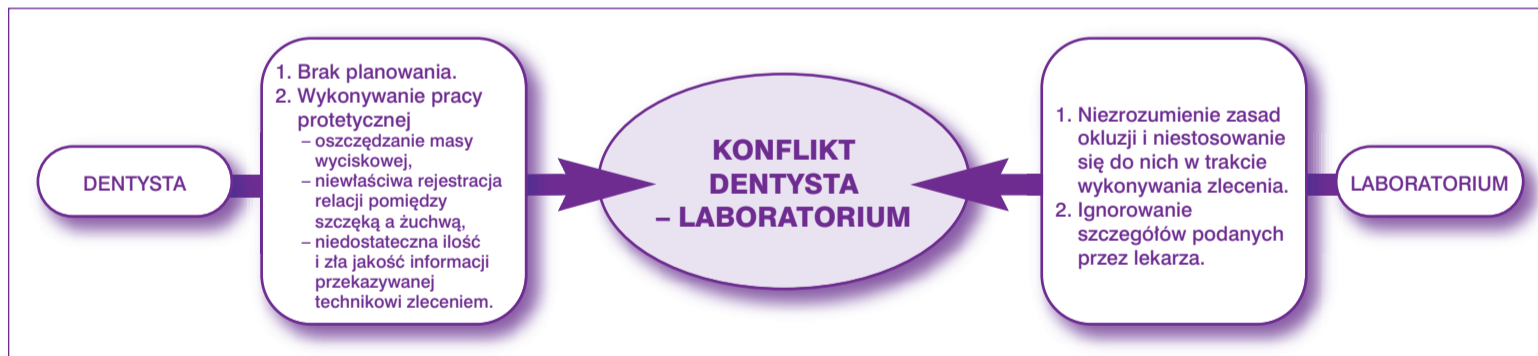 DENTYSTA
1. Brak planowania.
2. Wykonywanie pracy
protetycznej
– oszczędzanie masy
wyciskowej,
– niewłaściwa rejestracja
relacji pomiędzy
szczęką a żuchwą,
– niedostateczna ilość
i zła jakość informacji
przekazywanej
technikowi zleceniem.
KONFLIKT
DENTYSTA
– LABORATORIUM
1. Niezrozumienie zasad
okluzji i niestosowanie
się do nich w trakcie
wykonywania zlecenia.
2. Ignorowanie
szczegółów podanych
przez lekarza.
LABORATORIUM